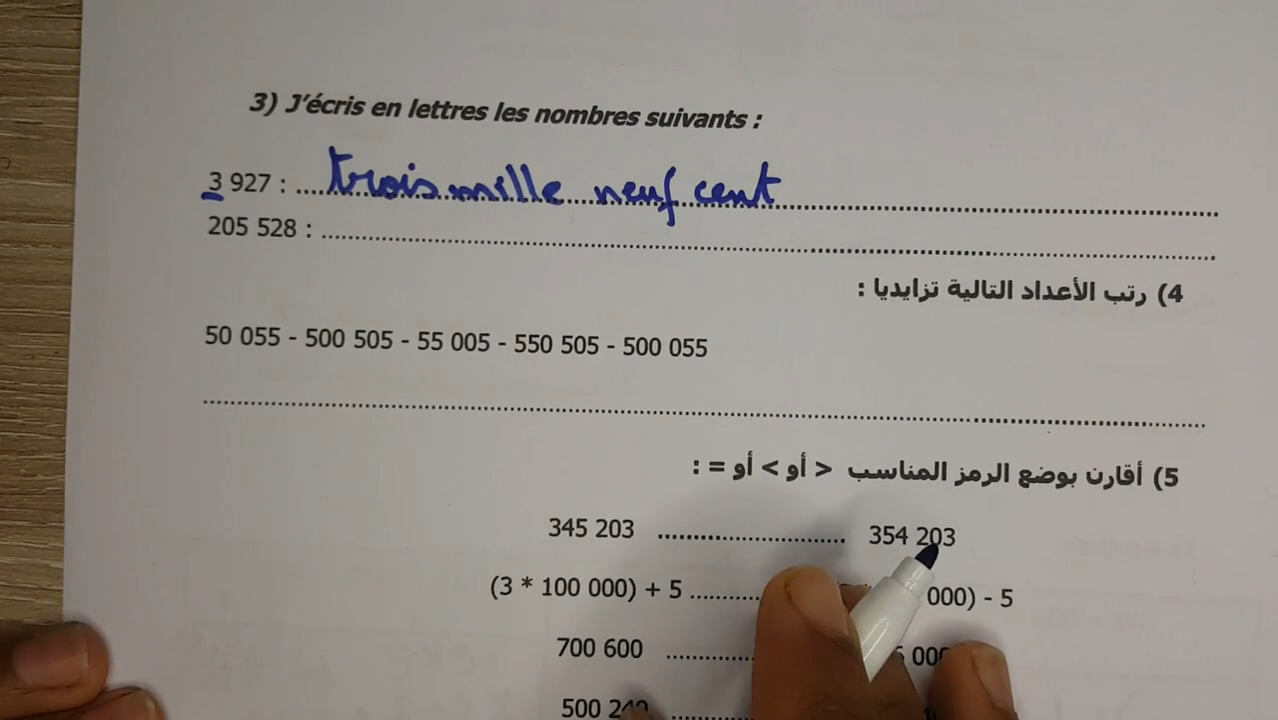 3) J'écris en lettres les nombres suivants :
3 927 : .... trois mille neuf cent
205 528 :
4) رتب الأعداد التالية تزايديا :
50 055 - 500 505 - 55 005 - 550 505 - 500 055
5) أقارن بوضع الرمز المناسب < أو > أو = :
345 203 .......................... 354 203
(3 * 100 000) + 5 .......... 000) - 5
700 600 ............
500